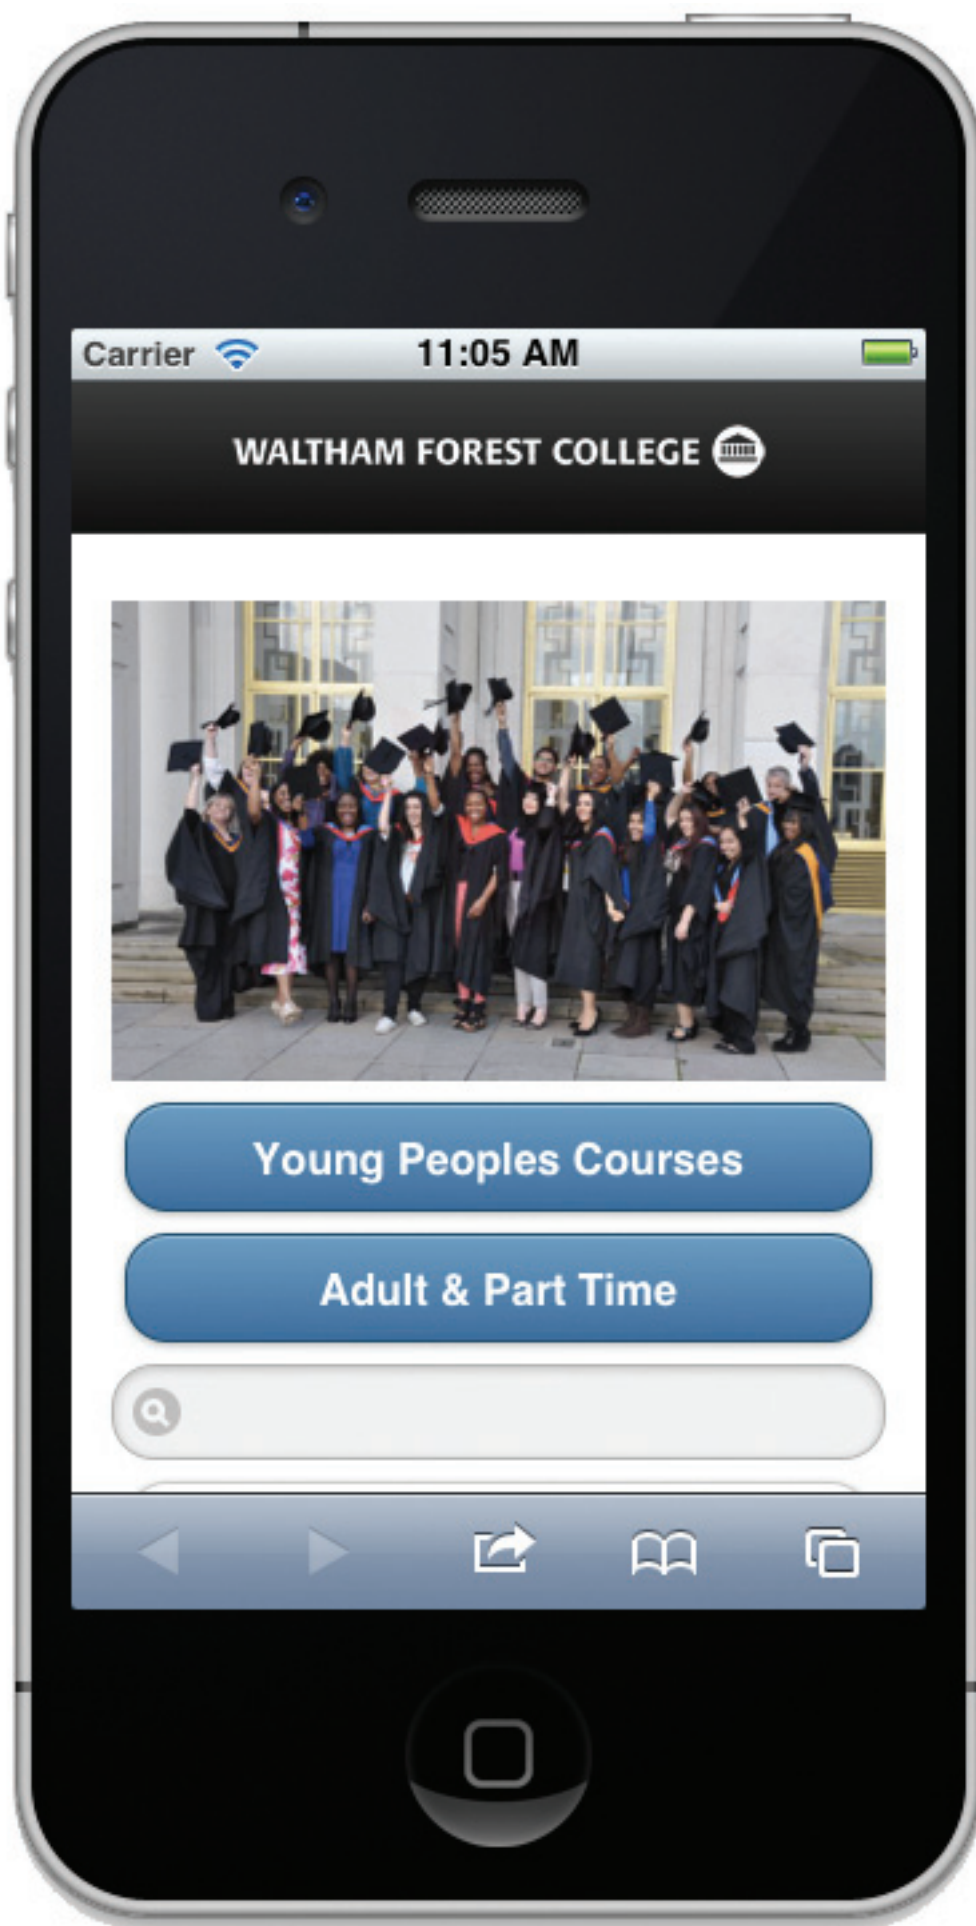 Carrier
11:05 AM
WALTHAM FOREST COLLEGE
Young Peoples Courses
Adult & Part Time